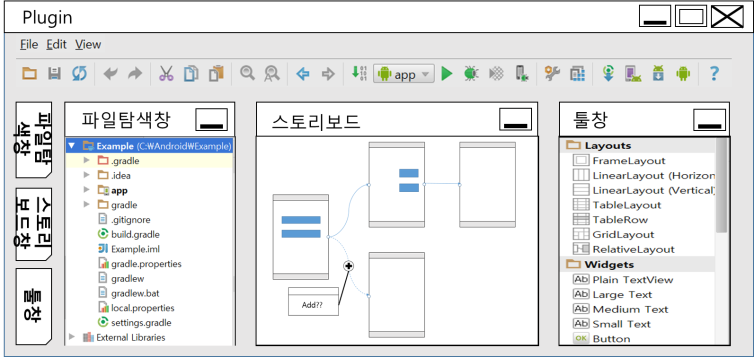 Plugin
File Edit View
app
?
파일탐
색창
스토리
보드창
툴창
파일탐색창
Example (C:₩Android₩Example)
.gradle
.idea
app
gradle
.gitignore
build.gradle
Example.iml
gradle.properties
gradlew
gradlew.bat
local.properties
settings.gradle
External Libraries
스토리보드
Add??
툴창
Layouts
FrameLayout
LinearLayout (Horizon
LinearLayout (Vertical)
TableLayout
TableRow
GridLayout
RelativeLayout
Widgets
Ab Plain TextView
Ab Large Text
Ab Medium Text
Ab Small Text
OK Button